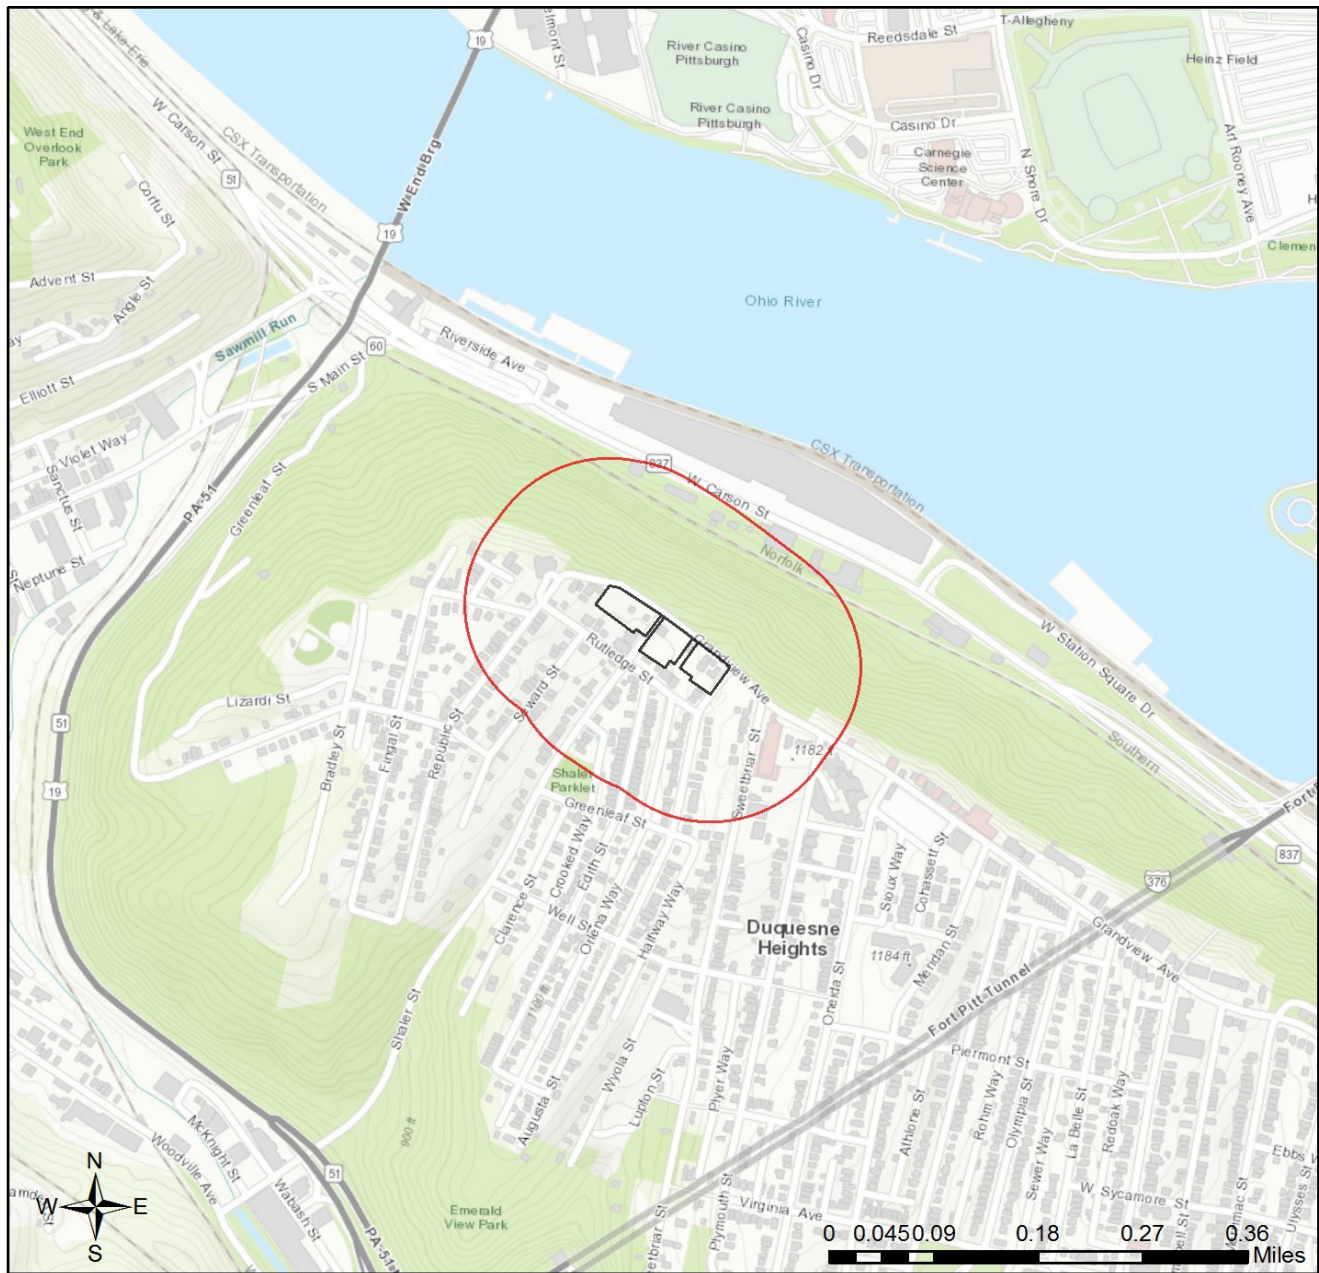 19
T-Allegheny
Reedsdale St
Heinz Field
River Casino
Pittsburgh
Casino Dr
River Casino
Pittsburgh
Casino Dr
Art Rooney Ave
Carnegie
Science
Center
N Shore Dr
& Lake Erie
W Carson St
CSX Transportation
51
West End
Overlook
Park
Corfu St
W End Brg
19
Advent St
Angle St
Ohio River
Sawmill Run
Riverside Ave
60
S Main St
Elliott St
Violet Way
Sanctus St
CSX Transportation
837
W Carson St
PA-51
Greenleaf St
Neptune St
Norfolk
W Station Square Dr
Grandview Ave
Rutledge St
Seward St
Lizardi St
Bradley St
Fingal St
Republic St
51
19
Southern
1182 ft
Sweetbriar St
Shaler
Parklet
Greenleaf St
Fort
837
376
Crooked Way
Edith St
Clarence St
Well St
Oriena Way
Halfway Way
Sioux Way
Cohassett St
Duquesne
Heights
Grandview Ave
1184 ft
Meridan St
Oneida St
Fort Pitt Tunnel
1100 ft
Shaler St
Piermont St
Wyola St
Lupton St
Plyer Way
Augusta St
Athlone St
Rohm Way
Olympia St
Sewer Way
La Belle St
Redoak Way
900 ft
McKnight St
Woodville Ave
Wabash St
51
Emerald
View Park
PA-51
Plymouth St
Virginia Ave
W Sycamore St
Ulysses St
N
W E
S
0 0.045 0.09 0.18 0.27 0.36
Miles